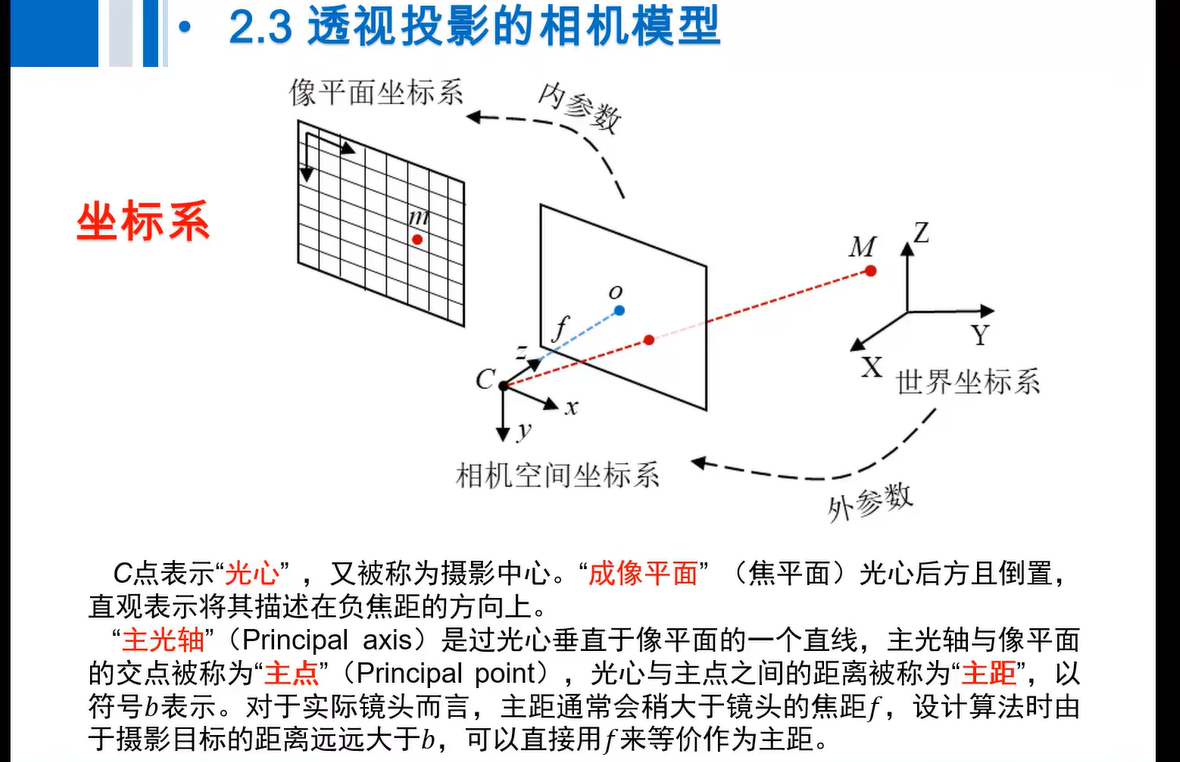 • 2.3 透视投影的相机模型
像平面坐标系
内参数
坐标系
m
M
Z
o
f
Y
z
C
X
x
世界坐标系
y
相机空间坐标系
外参数
C点表示“光心” ，又被称为摄影中心。“成像平面” （焦平面）光心后方且倒置，
直观表示将其描述在负焦距的方向上。
“主光轴”（Principal axis）是过光心垂直于像平面的一个直线，主光轴与像平面
的交点被称为“主点”（Principal point），光心与主点之间的距离被称为“主距”，以
符号b表示。对于实际镜头而言，主距通常会稍大于镜头的焦距f，设计算法时由
于摄影目标的距离远远大于b，可以直接用f来等价作为主距。